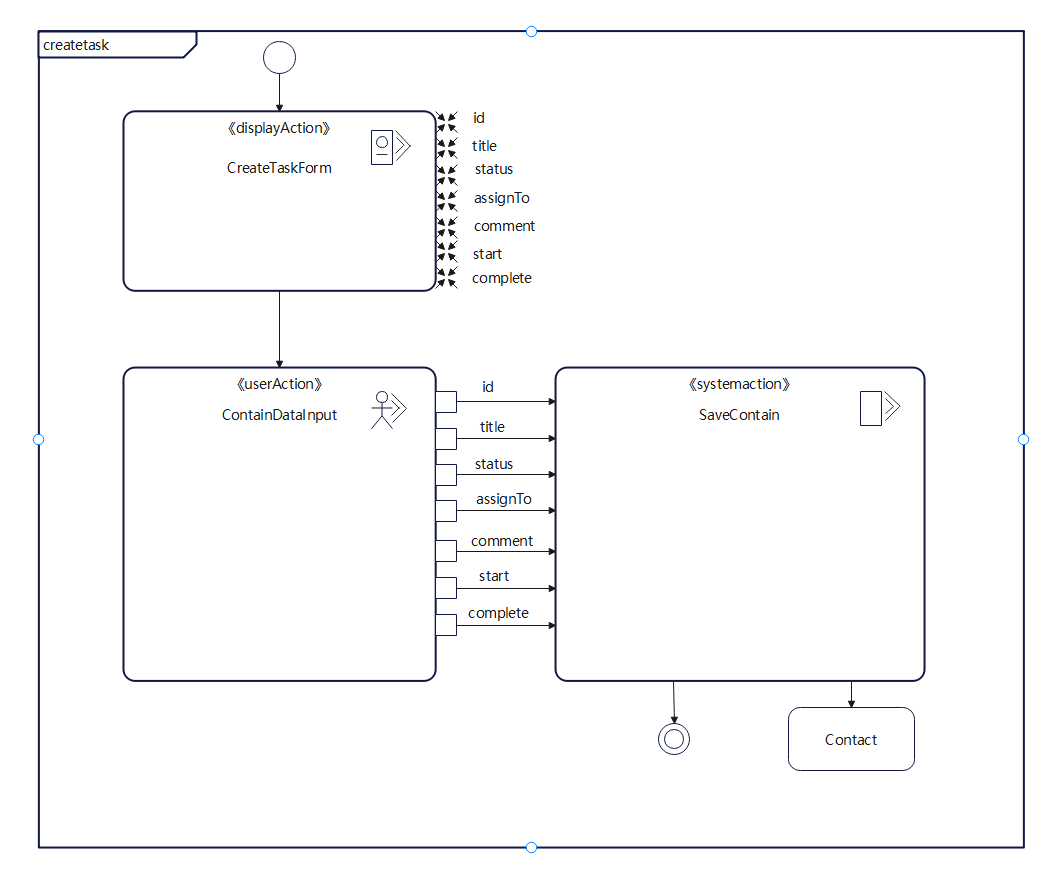 createtask
《displayAction》
CreateTaskForm
id
title
status
assignTo
comment
start
complete
《userAction》
ContainDataInput
id
title
status
assignTo
comment
start
complete
《systemaction》
SaveContain
Contact